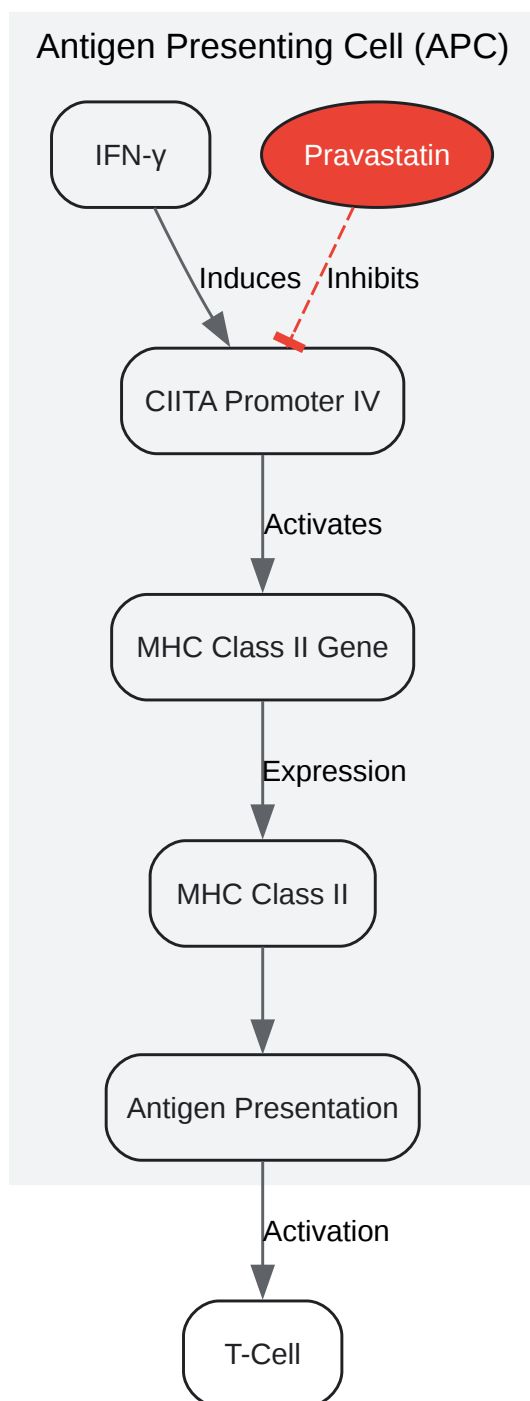 Antigen Presenting Cell (APC)
IFN-γ
Pravastatin
Induces
Inhibits
CIITA Promoter IV
Activates
MHC Class II Gene
Expression
MHC Class II
Antigen Presentation
Activation
T-Cell